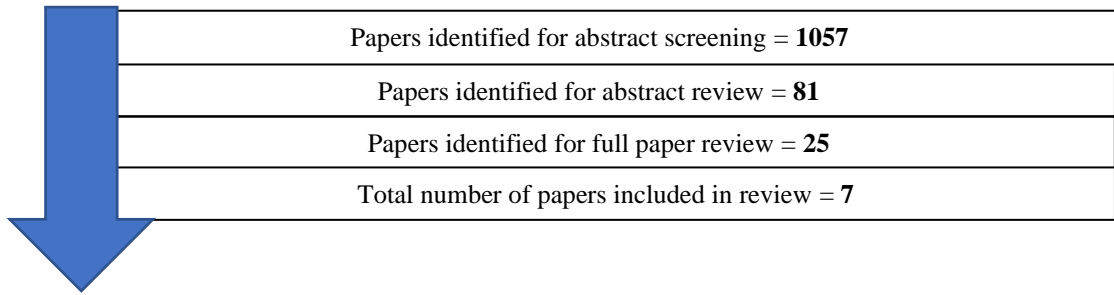 Papers identified for abstract screening = 1057
Papers identified for abstract review = 81
Papers identified for full paper review = 25
Total number of papers included in review = 7